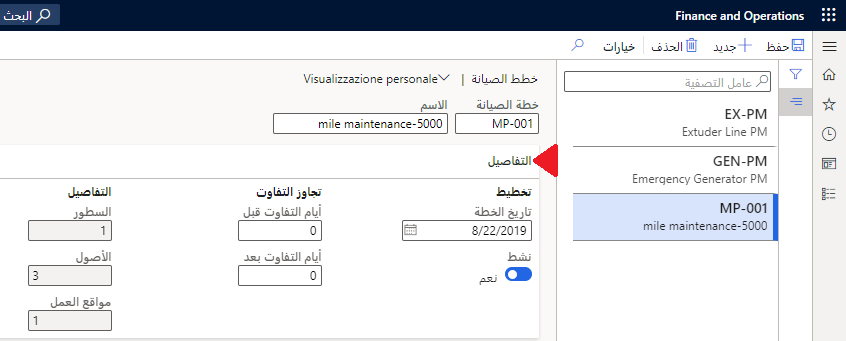 Finance and Operations
البحث
حفظ
جديد
الحذف
خيارات
عامل التصفية
EX-PM
Extuder Line PM
GEN-PM
Emergency Generator PM
MP-001
mile maintenance-5000
خطط الصيانة
Visualizzazione personale
خطة الصيانة
الاسم
MP-001
mile maintenance-5000
التفاصيل
تخطيط
تاريخ الخطة
8/22/2019
نشط
نعم
تجاوز التفاوت
أيام التفاوت قبل
0
أيام التفاوت بعد
0
التفاصيل
السطور
1
الأصول
3
مواقع العمل
1